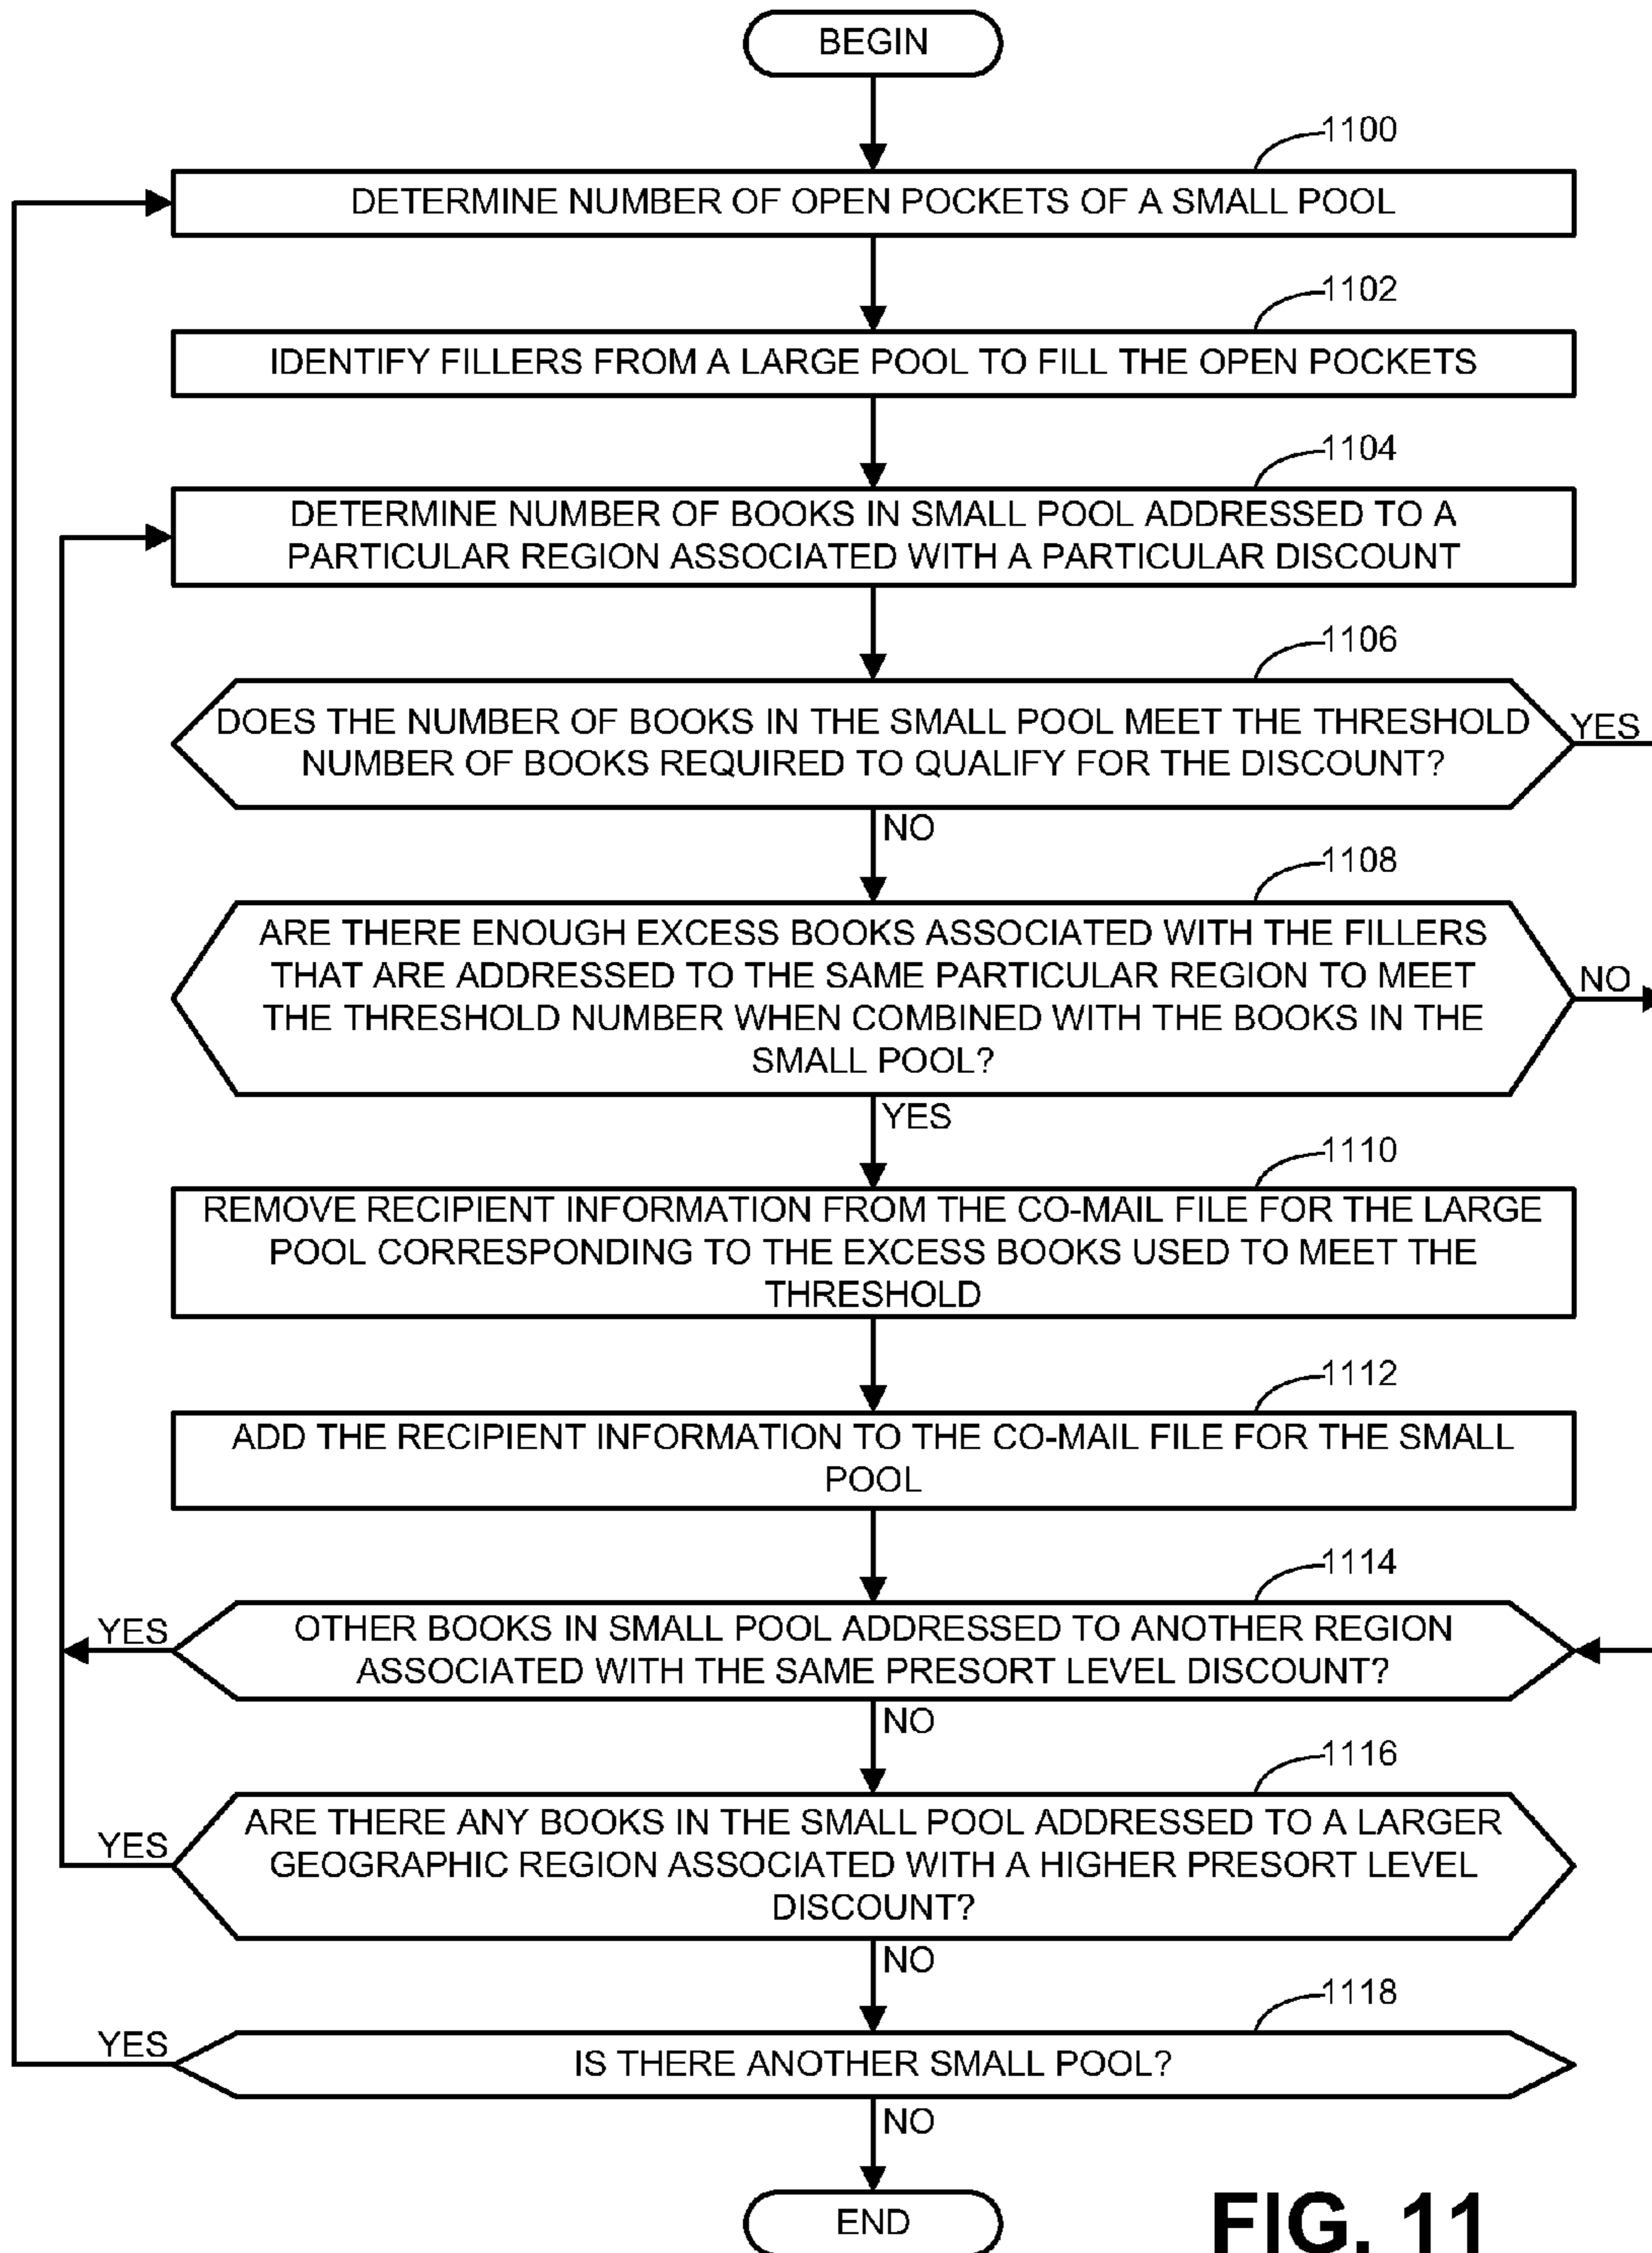 BEGIN
1100
DETERMINE NUMBER OF OPEN POCKETS OF A SMALL POOL
1102
IDENTIFY FILLERS FROM A LARGE POOL TO FILL THE OPEN POCKETS
1104
DETERMINE NUMBER OF BOOKS IN SMALL POOL ADDRESSED TO A
PARTICULAR REGION ASSOCIATED WITH A PARTICULAR DISCOUNT
1106
DOES THE NUMBER OF BOOKS IN THE SMALL POOL MEET THE THRESHOLD
NUMBER OF BOOKS REQUIRED TO QUALIFY FOR THE DISCOUNT?
YES
NO
1108
ARE THERE ENOUGH EXCESS BOOKS ASSOCIATED WITH THE FILLERS
THAT ARE ADDRESSED TO THE SAME PARTICULAR REGION TO MEET
THE THRESHOLD NUMBER WHEN COMBINED WITH THE BOOKS IN THE
SMALL POOL?
NO
YES
1110
REMOVE RECIPIENT INFORMATION FROM THE CO-MAIL FILE FOR THE LARGE
POOL CORRESPONDING TO THE EXCESS BOOKS USED TO MEET THE
THRESHOLD
1112
ADD THE RECIPIENT INFORMATION TO THE CO-MAIL FILE FOR THE SMALL
POOL
1114
YES
OTHER BOOKS IN SMALL POOL ADDRESSED TO ANOTHER REGION
ASSOCIATED WITH THE SAME PRESORT LEVEL DISCOUNT?
NO
1116
YES
ARE THERE ANY BOOKS IN THE SMALL POOL ADDRESSED TO A LARGER
GEOGRAPHIC REGION ASSOCIATED WITH A HIGHER PRESORT LEVEL
DISCOUNT?
NO
1118
YES
IS THERE ANOTHER SMALL POOL?
NO
END
FIG. 11